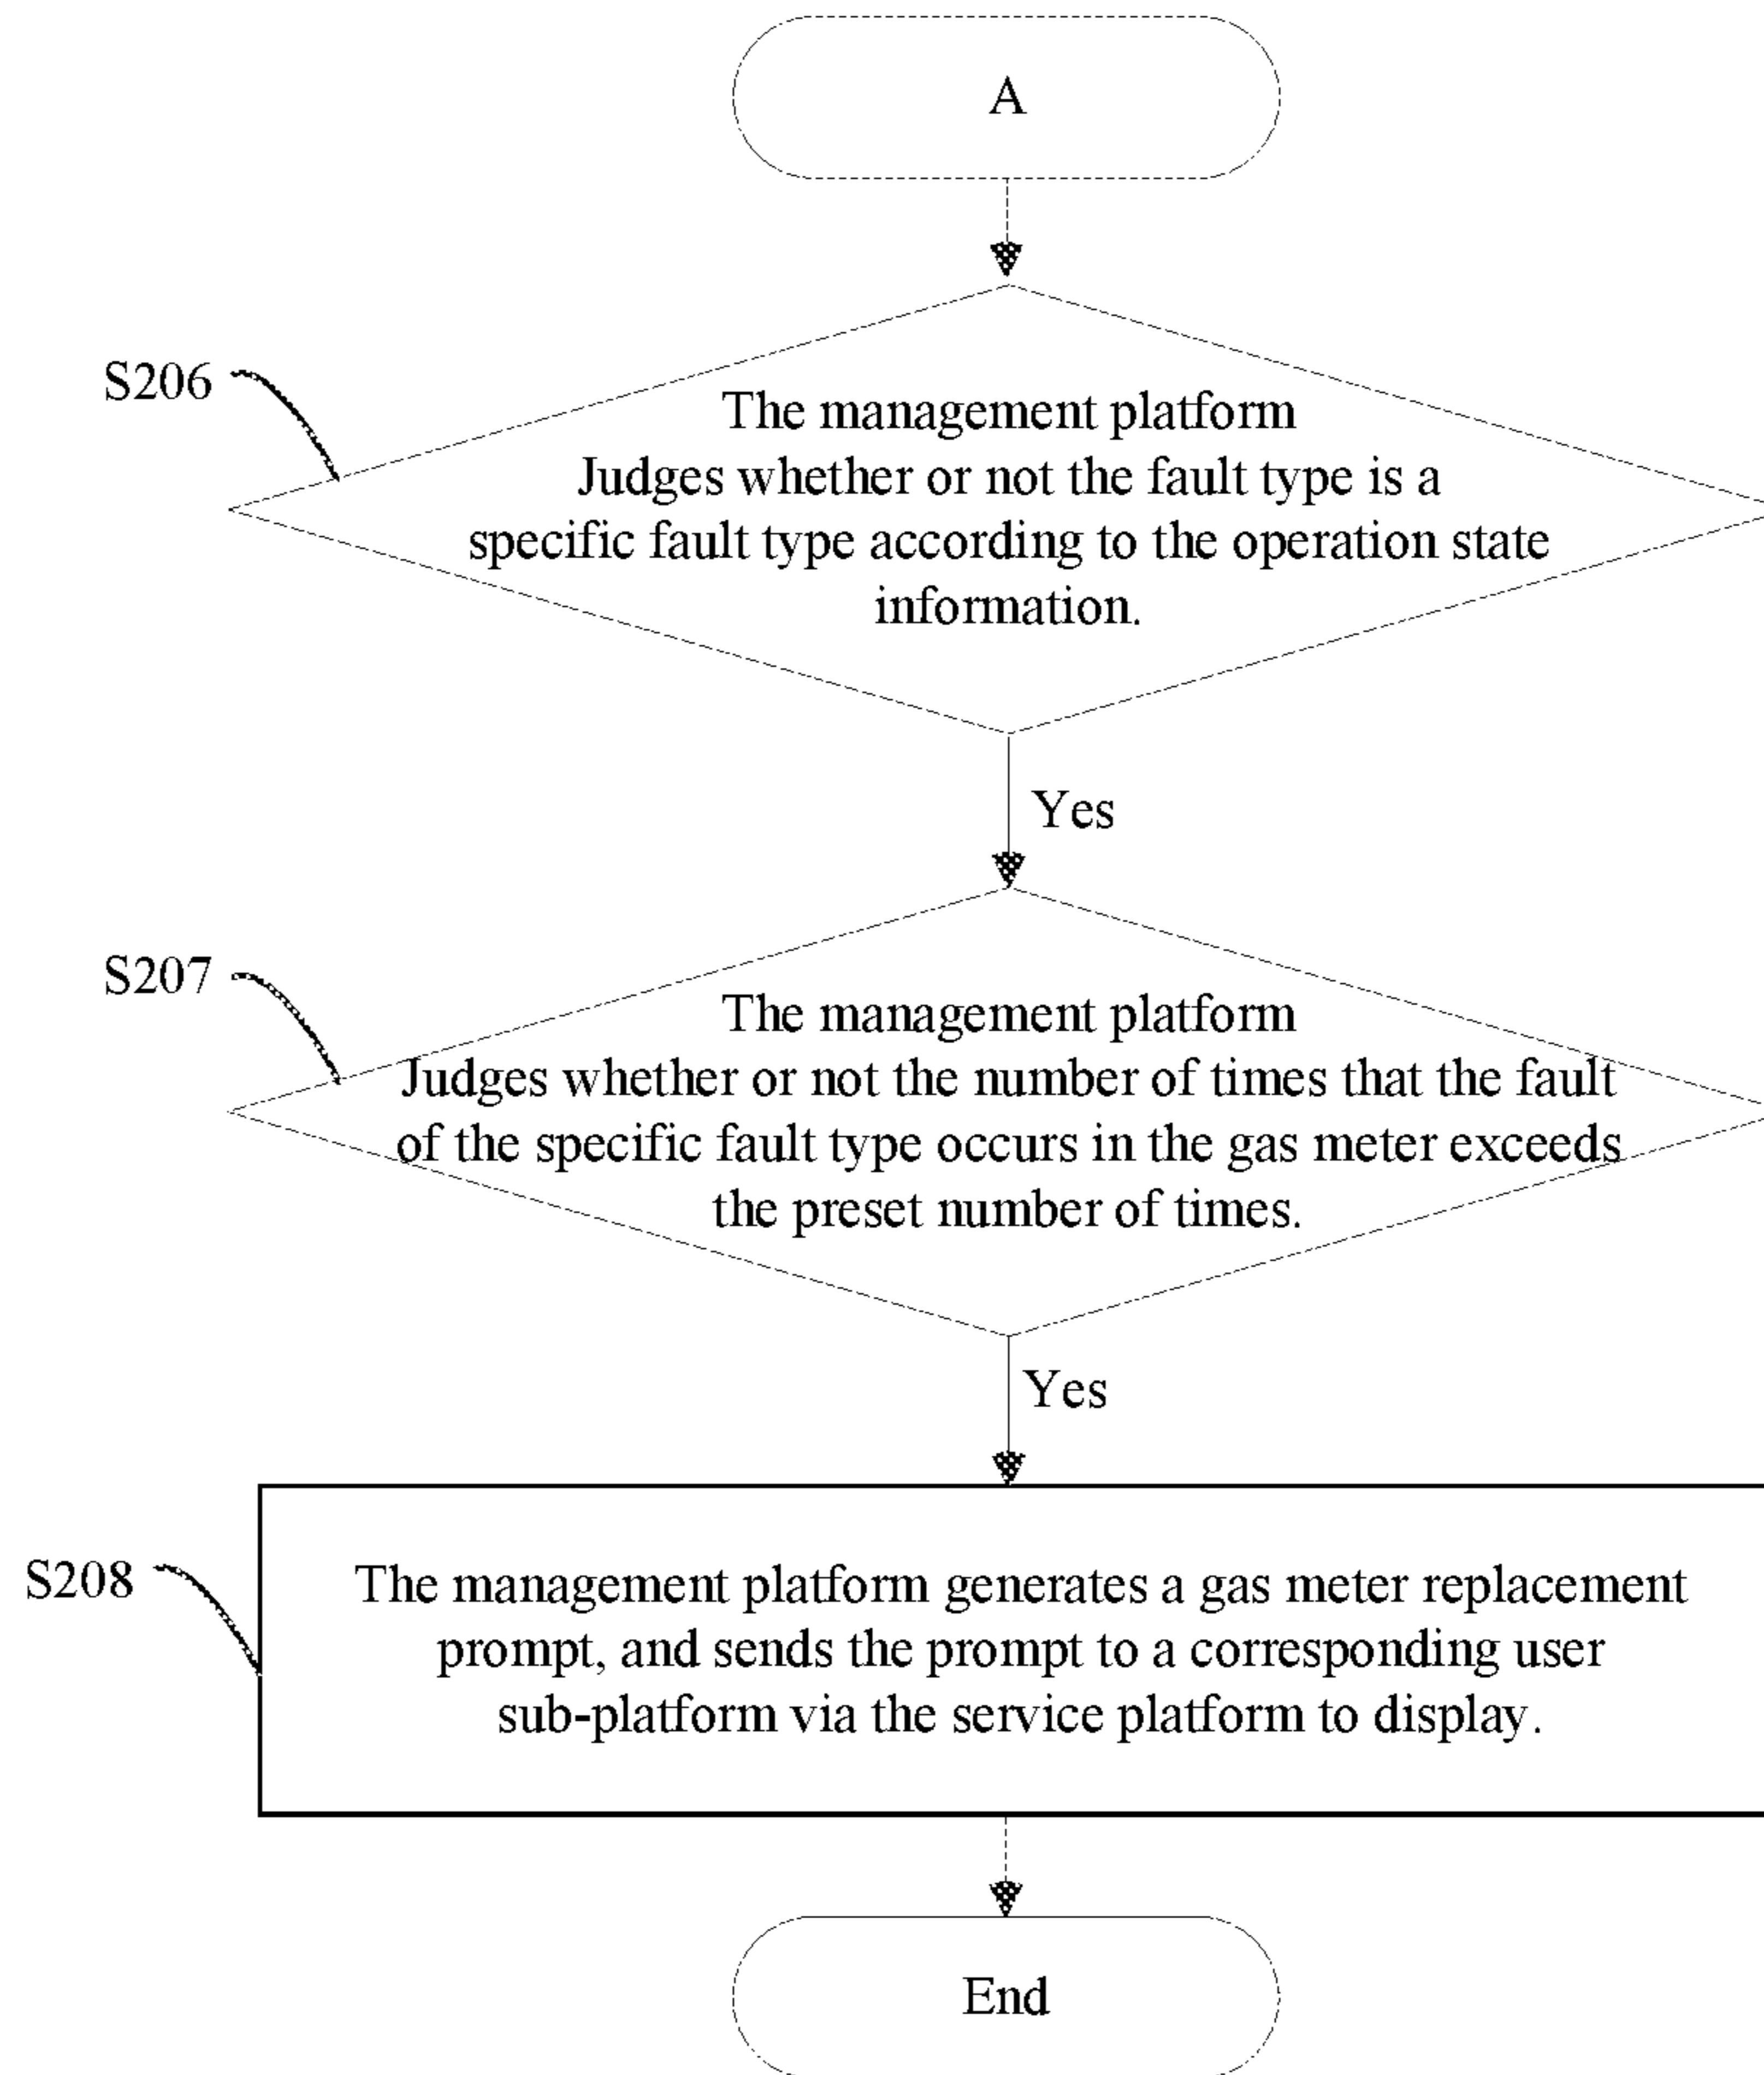 A
S206
The management platform
Judges whether or not the fault type is a
specific fault type according to the operation state
information.
Yes
S207
The management platform
Judges whether or not the number of times that the fault
of the specific fault type occurs in the gas meter exceeds
the preset number of times.
Yes
S208
The management platform generates a gas meter replacement
prompt, and sends the prompt to a corresponding user
sub-platform via the service platform to display.
End